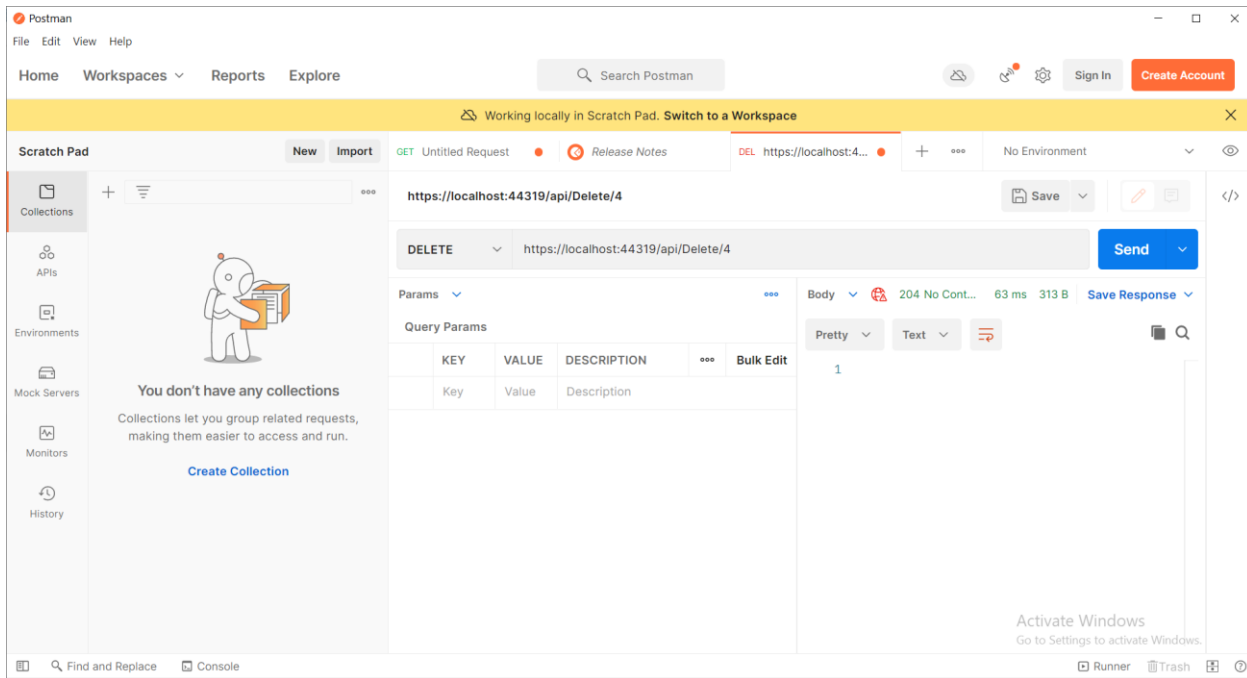 Postman
File Edit View Help
Home Workspaces Reports Explore Search Postman Sign In Create Account
Working locally in Scratch Pad. Switch to a Workspace
Scratch Pad New Import GET Untitled Request Release Notes DEL https://localhost:4... No Environment
Collections
APIs
Environments
Mock Servers
Monitors
History
You don't have any collections
Collections let you group related requests,
making them easier to access and run.
Create Collection
https://localhost:44319/api/Delete/4 Save
DELETE https://localhost:44319/api/Delete/4 Send
Params
Query Params
KEY VALUE DESCRIPTION Bulk Edit
Key Value Description
Body 204 No Cont... 63 ms 313 B Save Response
Pretty Text
1
Activate Windows
Go to Settings to activate Windows.
Find and Replace Console Runner Trash